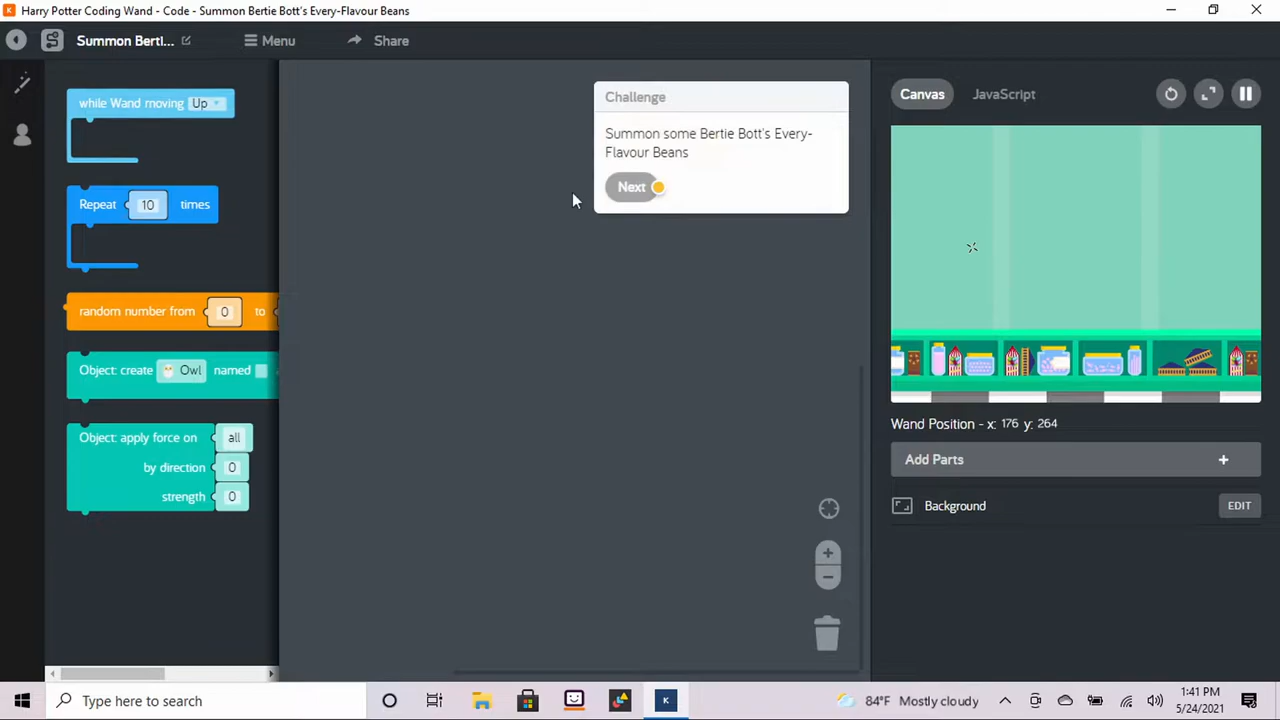 Harry Potter Coding Wand - Code - Summon Bertie Bott's Every-Flavour Beans
Summon Berti...
Menu
Share
while Wand moving Up
Repeat 10 times
random number from 0 to
Object: create Owl named
Object: apply force on all
by direction 0
strength 0
Challenge
Summon some Bertie Bott's Every-
Flavour Beans
Next
Canvas
JavaScript
Wand Position - x: 176 y: 264
Add Parts +
Background
EDIT
Type here to search
K
84°F Mostly cloudy
1:41 PM
5/24/2021